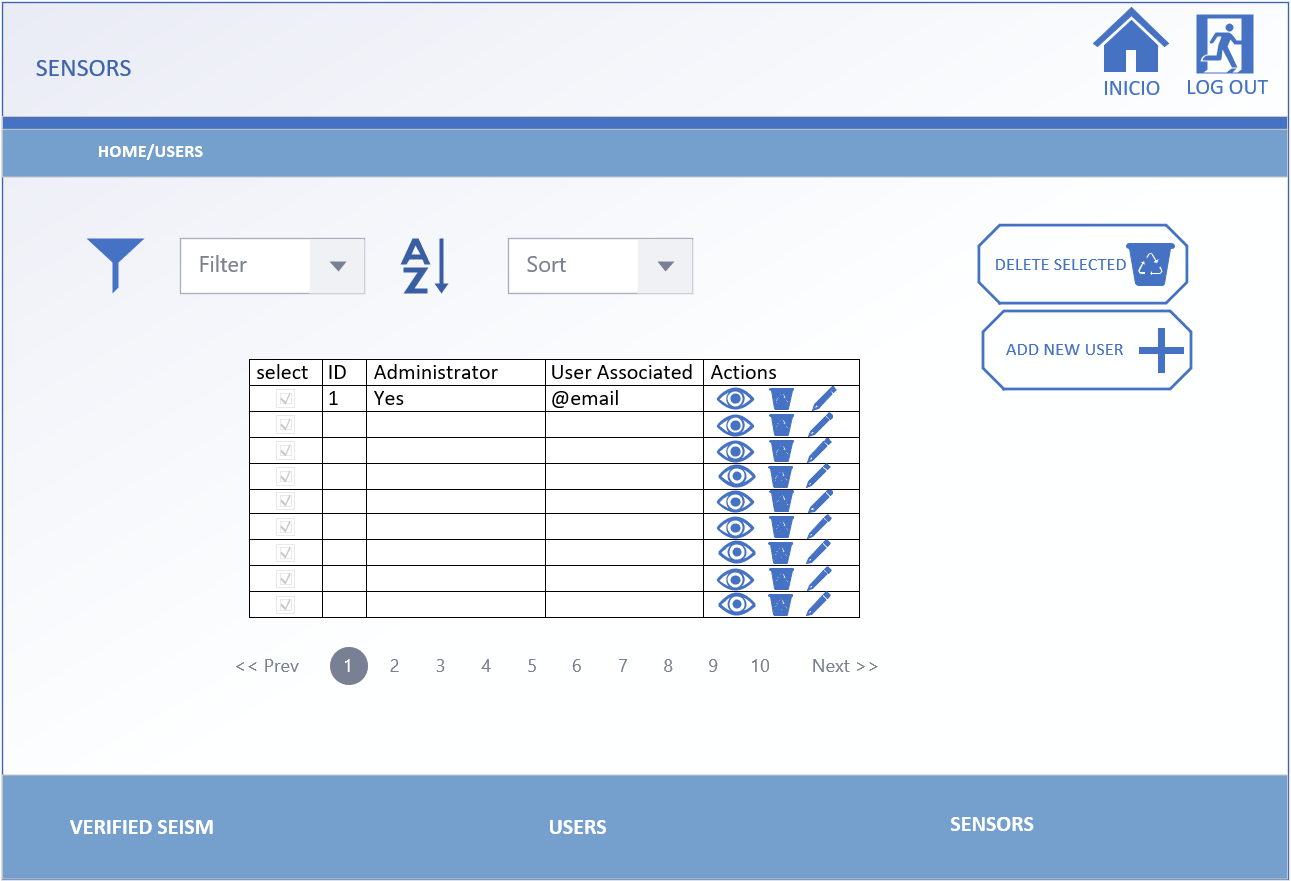 SENSORS
INICIO
LOG OUT
HOME/USERS
Filter
A
Z
Sort
DELETE SELECTED
ADD NEW USER
select ID Administrator User Associated Actions
1 Yes @email
<< Prev 1 2 3 4 5 6 7 8 9 10 Next >>
VERIFIED SEISM
USERS
SENSORS